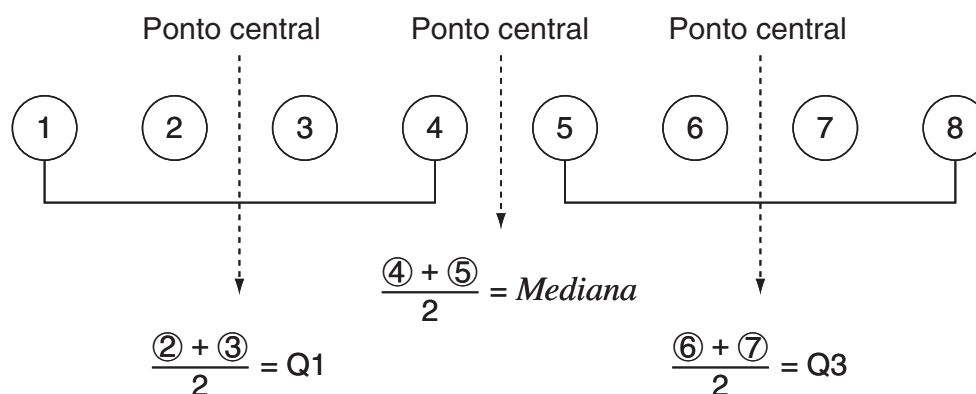 Ponto central Ponto central Ponto central
1 2 3 4 5 6 7 8
④ + ⑤
2
= Mediana
② + ③
2
= Q1
⑥ + ⑦
2
= Q3